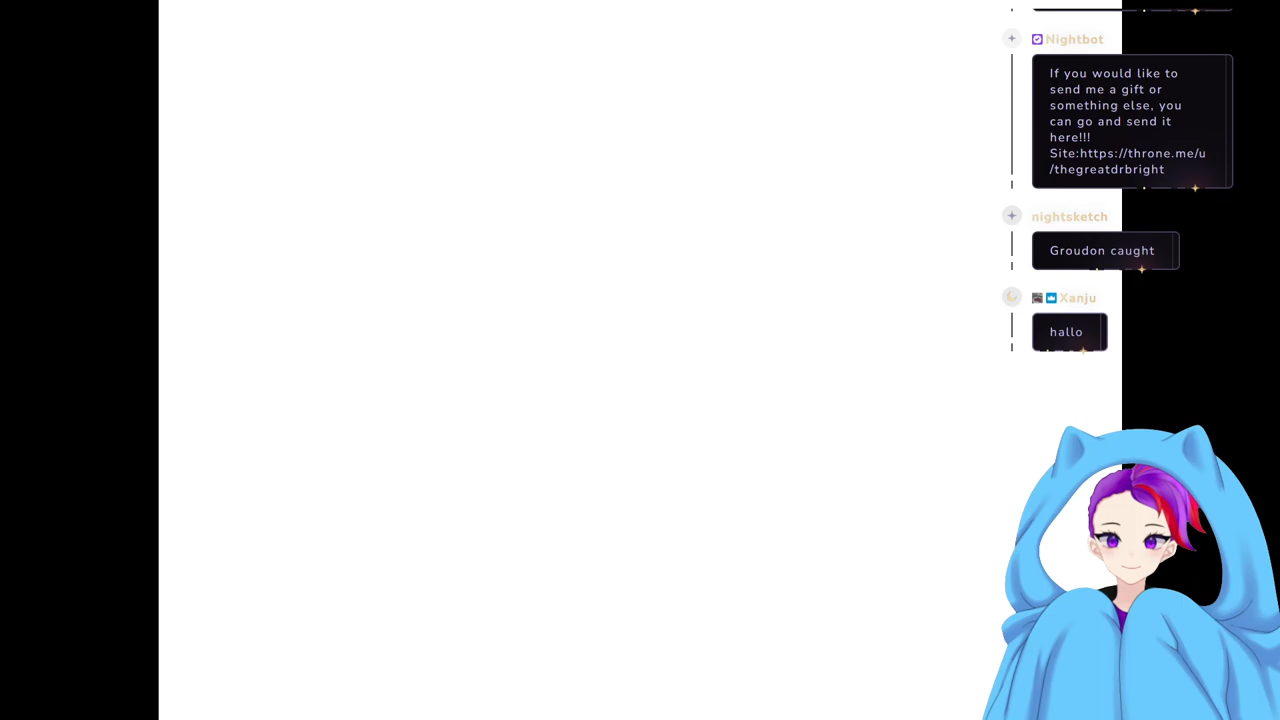 Nightbot
If you would like to
send me a gift or
something else, you
can go and send it
here!!!
Site:https://throne.me/u
/thegreatdrbright
nightsketch
Groudon caught
Xanju
hallo